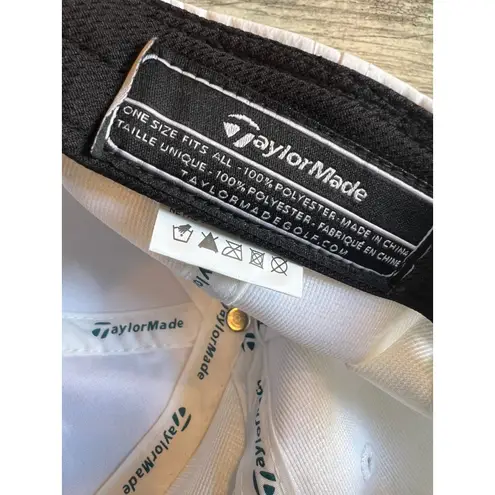 TaylorMade
ONE SIZE FITS ALL - 100% POLYESTER - MADE IN CHINA
TAILLE UNIQUE - 100% POLYESTER - FABRIQUÉ EN CHINE
TAYLORMADEGOLF.COM
TaylorMade
TaylorMade
TaylorMade